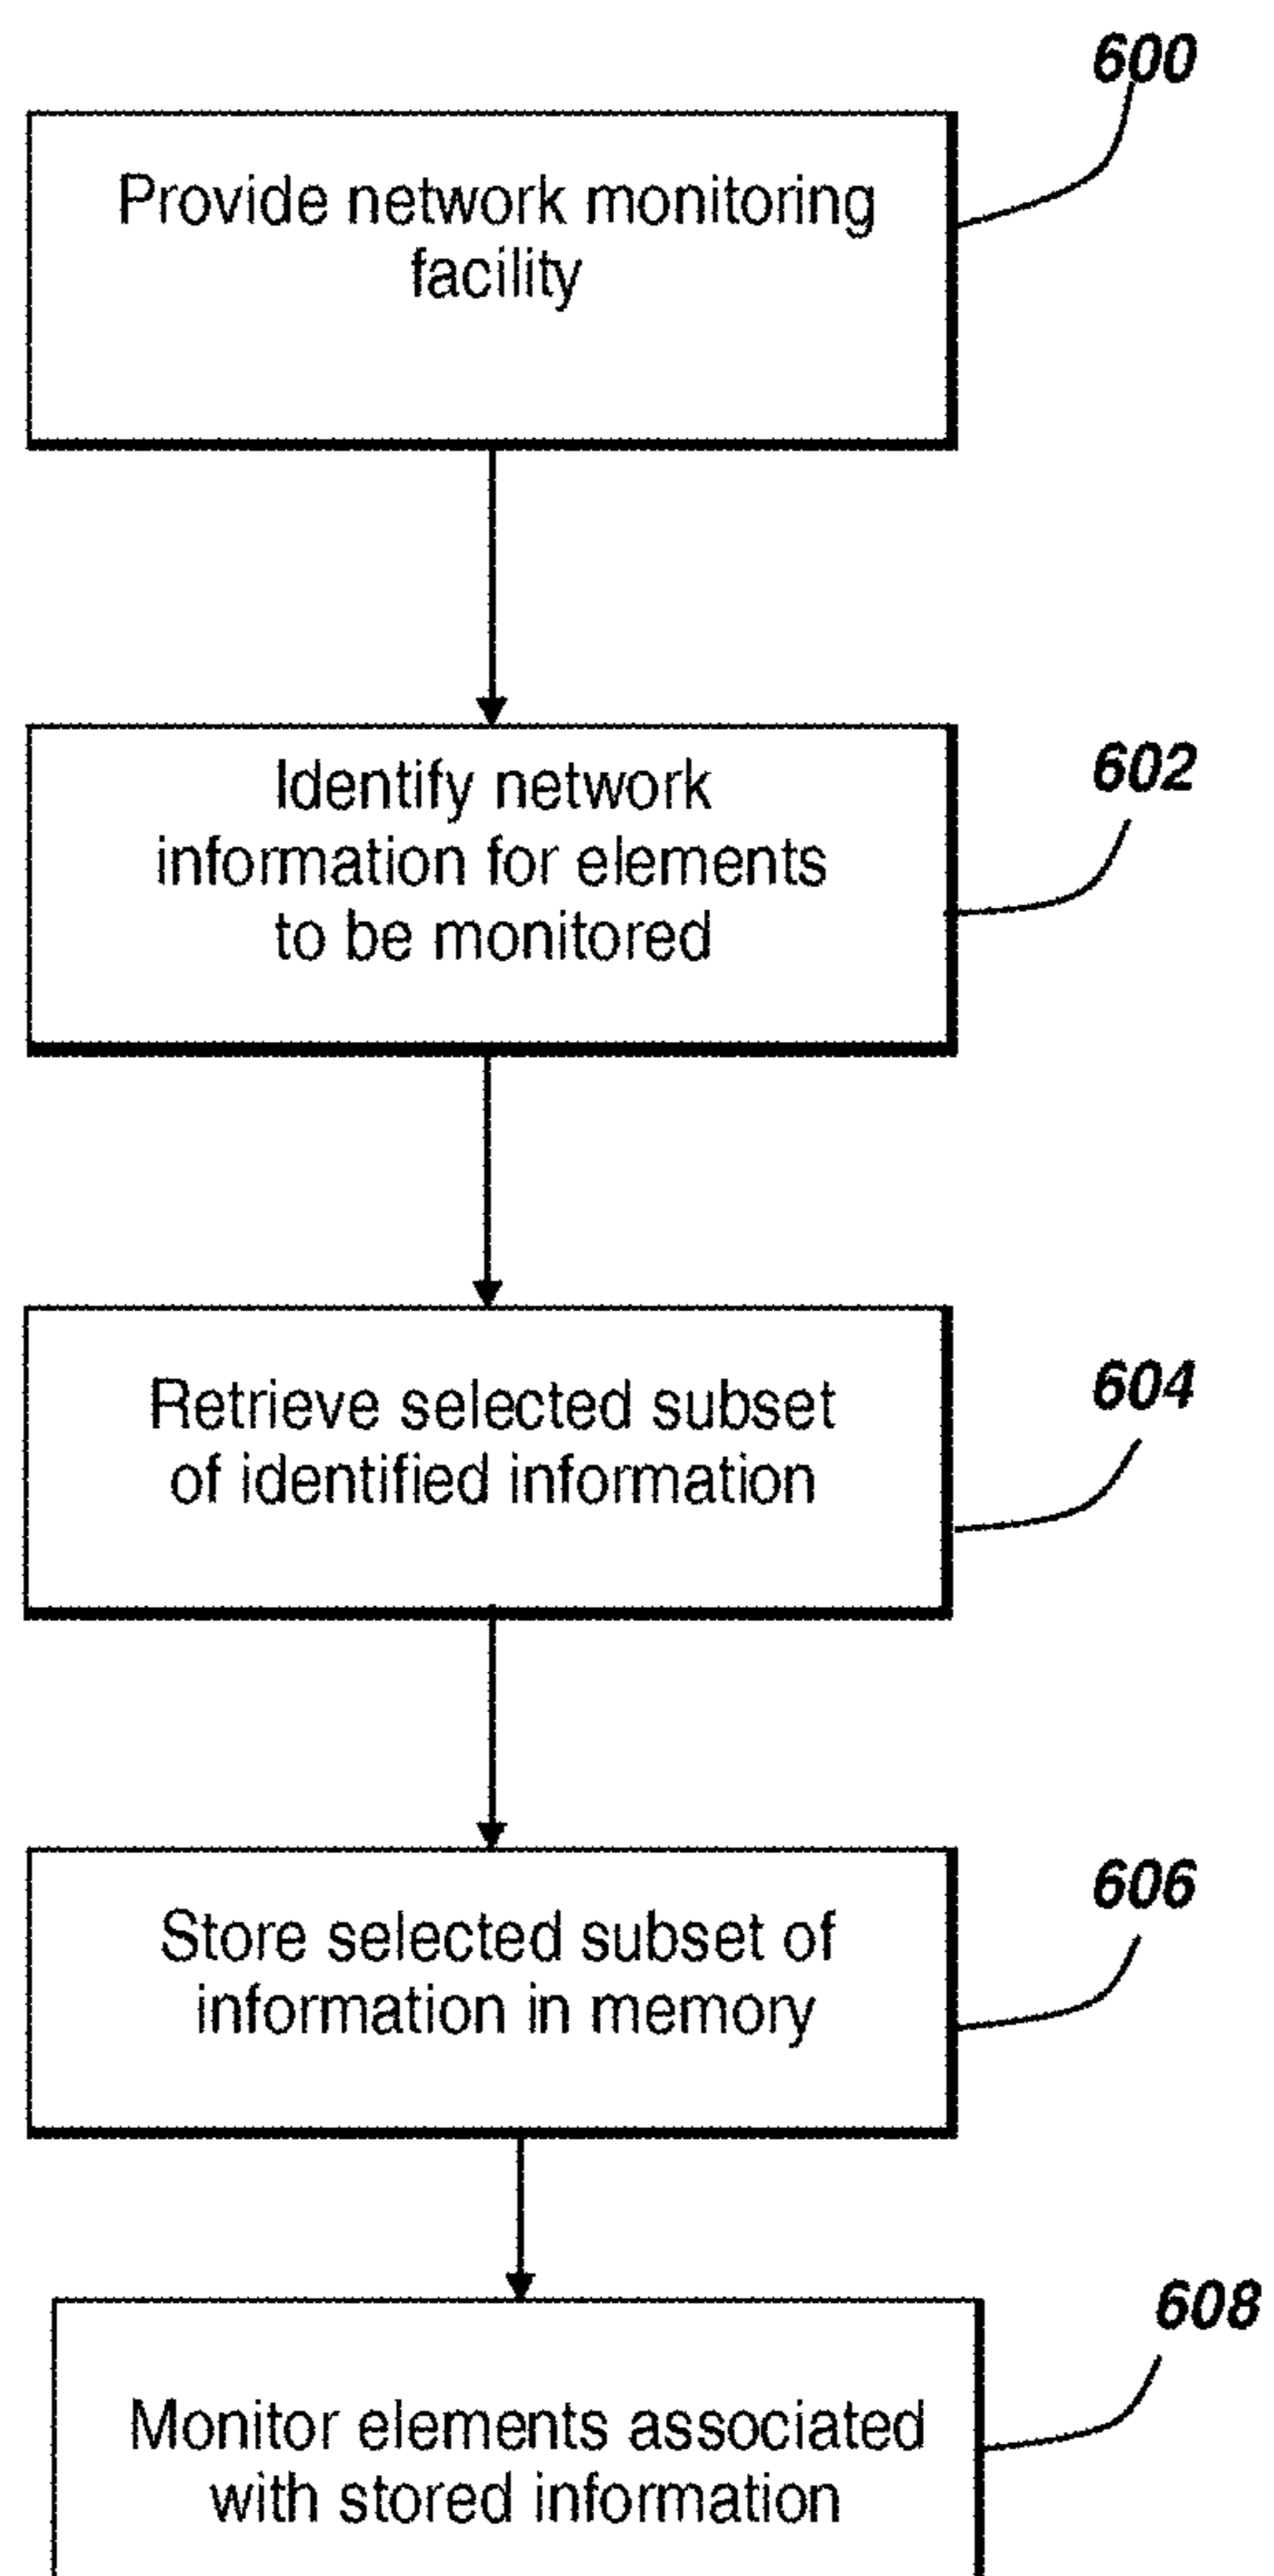 600
Provide network monitoring
facility
602
Identify network
information for elements
to be monitored
604
Retrieve selected subset
of identified information
606
Store selected subset of
information in memory
608
Monitor elements associated
with stored information